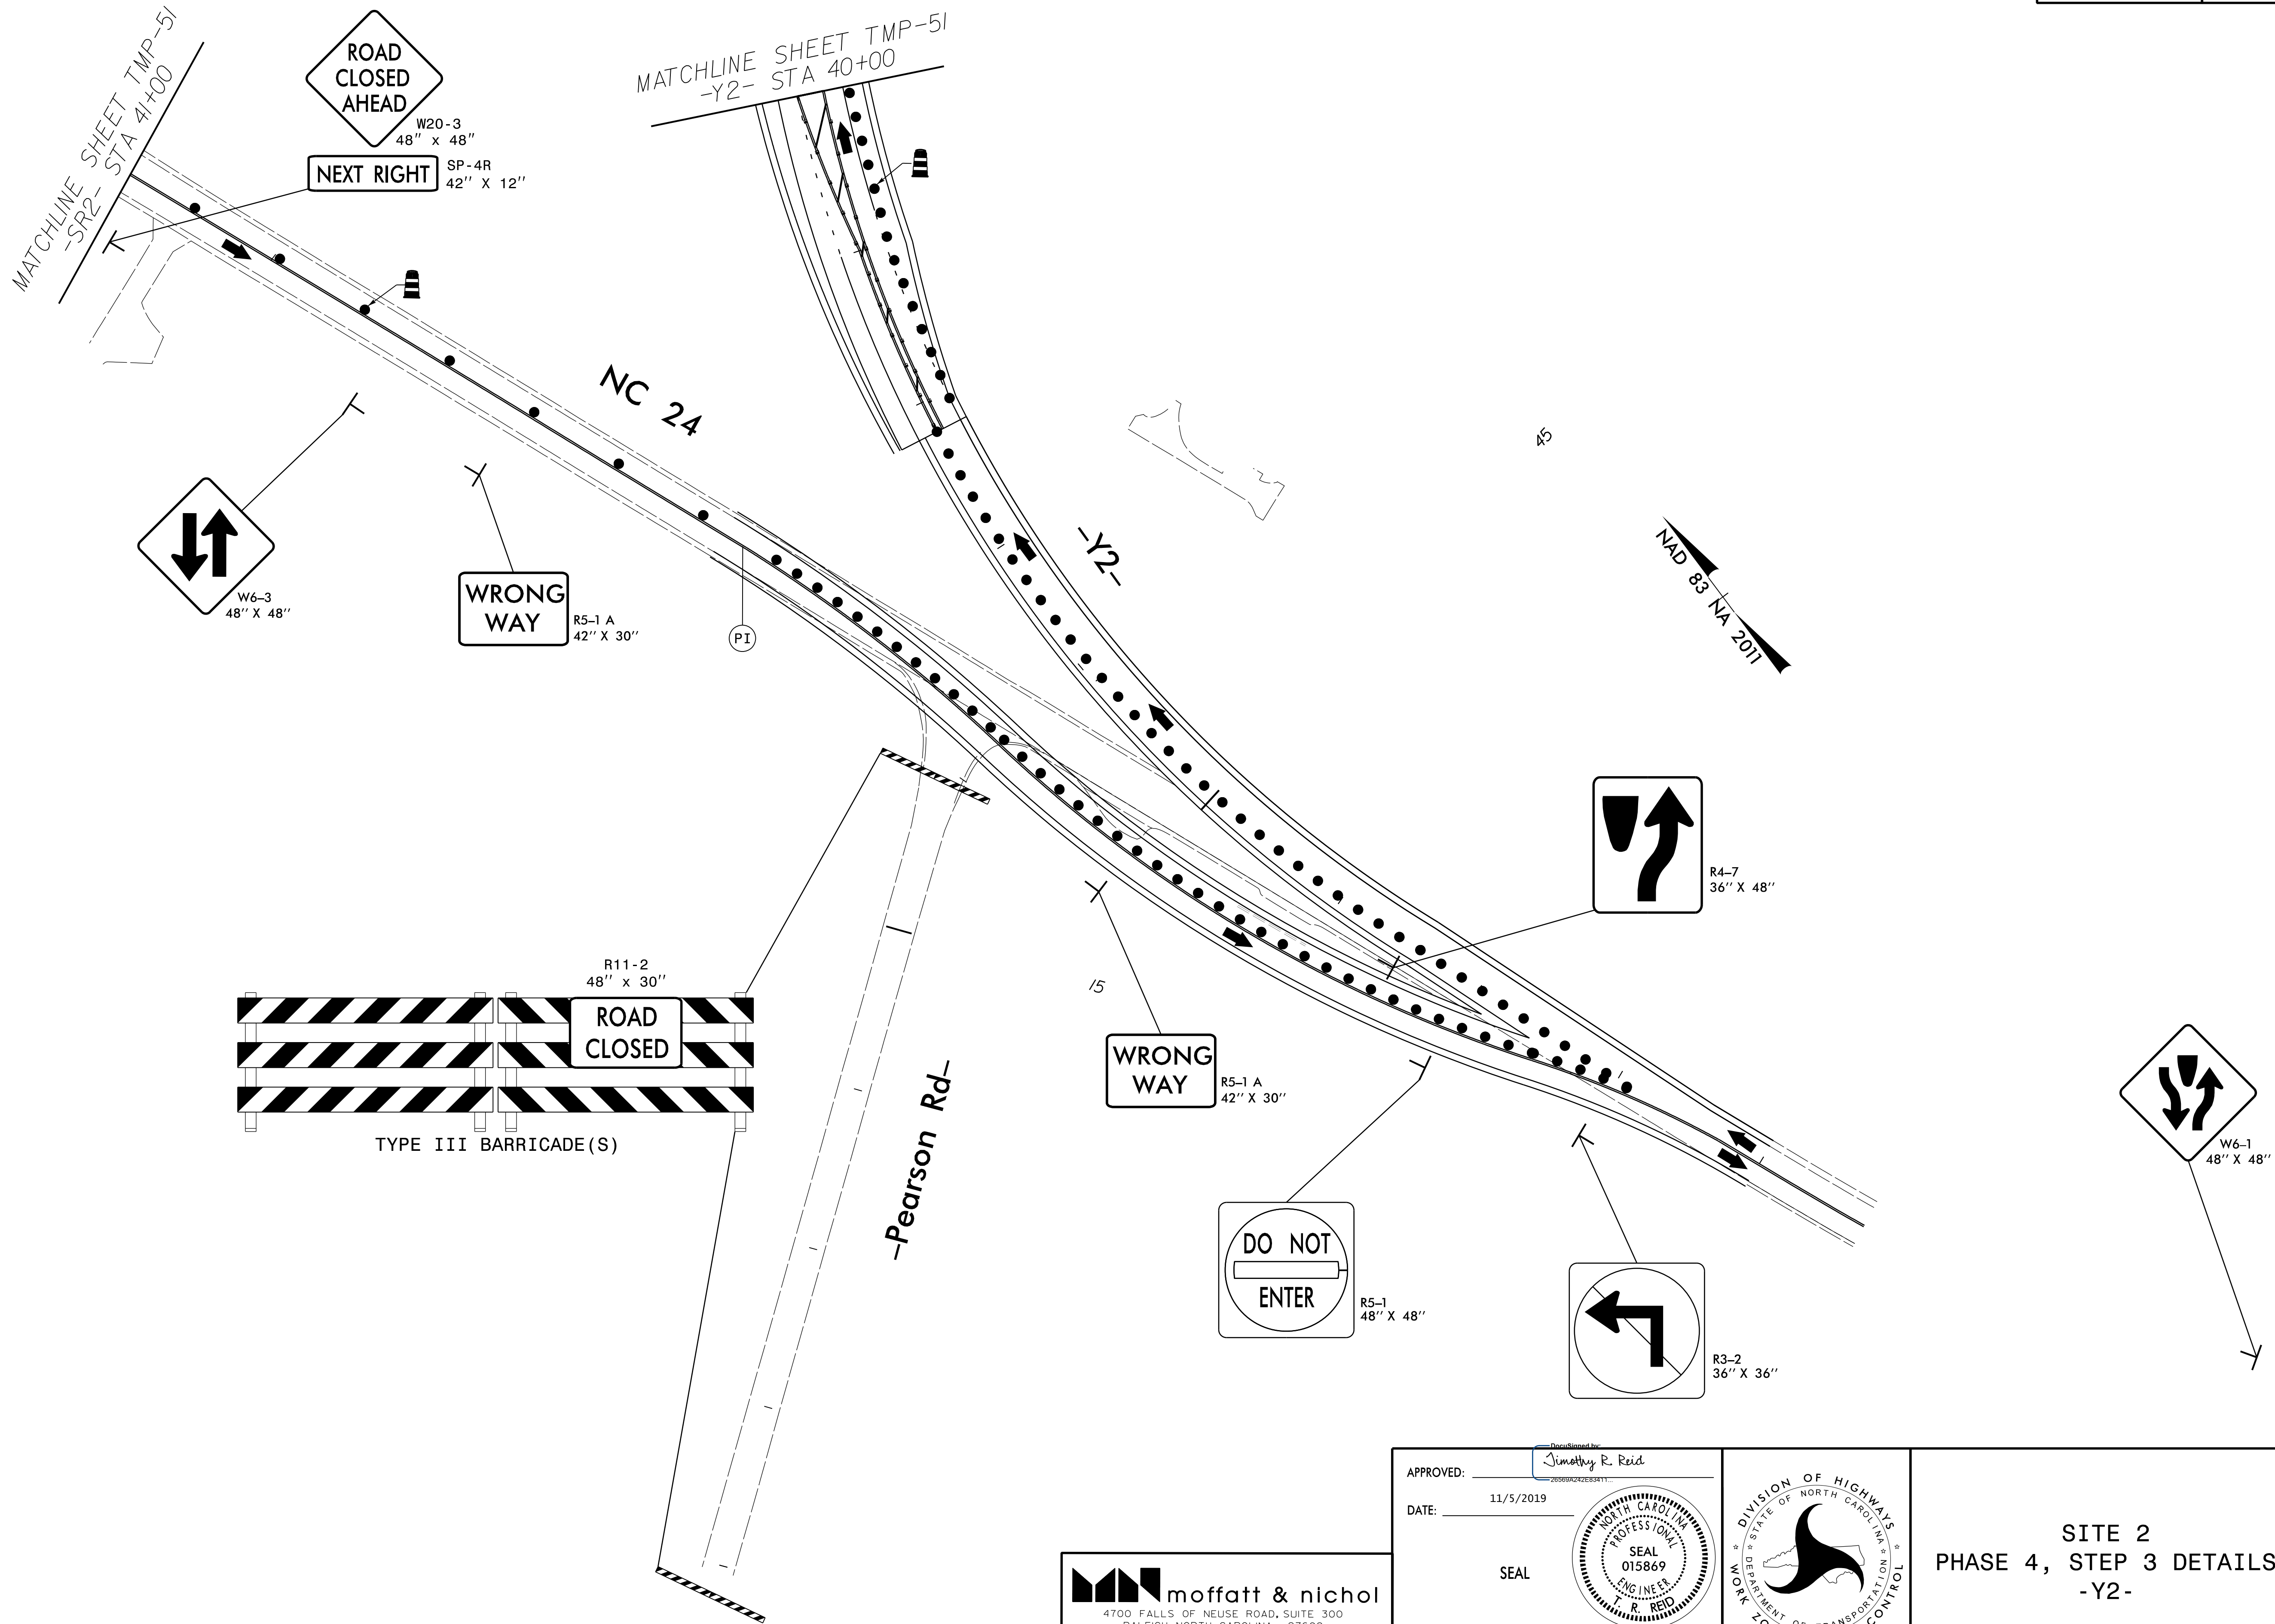 MATCHLINE SHEET TMP-51
-SR2- STA 41+00
ROAD
CLOSED
AHEAD
W20-3
48" x 48"
NEXT RIGHT
SP-4R
42" X 12"
MATCHLINE SHEET TMP-51
-Y2- STA 40+00
NC 24
W6-3
48" X 48"
WRONG
WAY
R5-1 A
42" X 30"
PI
-Y2-
45
NAD 83 NA 2011
R4-7
36" X 48"
R11-2
48" x 30"
ROAD
CLOSED
TYPE III BARRICADE(S)
15
-Pearson Rd-
WRONG
WAY
R5-1 A
42" X 30"
W6-1
48" X 48"
DO NOT
ENTER
R5-1
48" X 48"
R3-2
36" X 36"
APPROVED:
DocuSigned by:
Timothy R. Reid
26569A242E83411...
DATE:
11/5/2019
SEAL
NORTH CAROLINA
PROFESSIONAL
SEAL
015869
ENGINEER
T. R. REID
DIVISION OF HIGHWAYS
STATE OF NORTH CAROLINA
DEPARTMENT OF TRANSPORTATION
WORK ZO
CONTROL
moffatt & nichol
4700 FALLS OF NEUSE ROAD, SUITE 300
SITE 2
PHASE 4, STEP 3 DETAILS
-Y2-